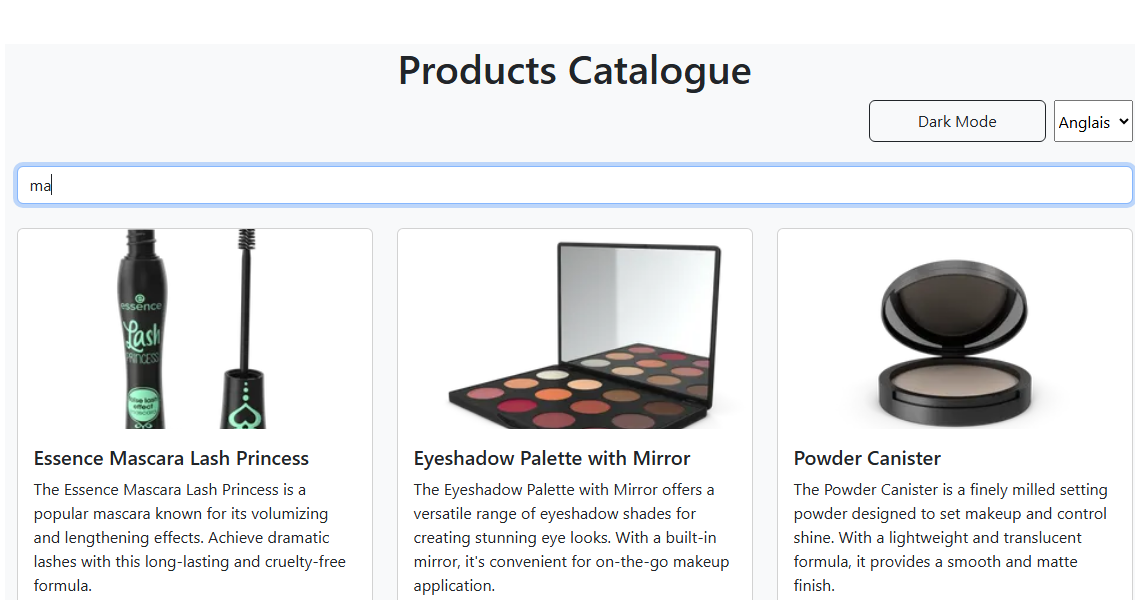 Products Catalogue
Dark Mode
Anglais
ma
essence
Lash
PRINCESS
false lash
effect
Essence Mascara Lash Princess
The Essence Mascara Lash Princess is a
popular mascara known for its volumizing
and lengthening effects. Achieve dramatic
lashes with this long-lasting and cruelty-free
formula.
Eyeshadow Palette with Mirror
The Eyeshadow Palette with Mirror offers a
versatile range of eyeshadow shades for
creating stunning eye looks. With a built-in
mirror, it's convenient for on-the-go makeup
application.
Powder Canister
The Powder Canister is a finely milled setting
powder designed to set makeup and control
shine. With a lightweight and translucent
formula, it provides a smooth and matte
finish.